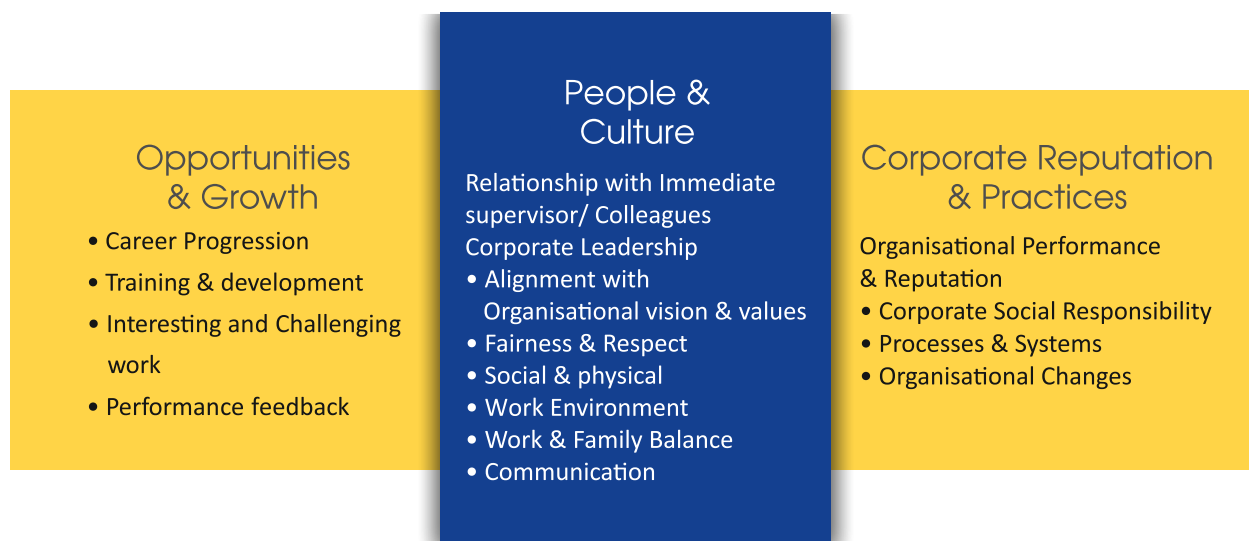 Opportunities
& Growth
• Career Progression
• Training & development
• Interesting and Challenging
work
• Performance feedback
People &
Culture
Relationship with Immediate
supervisor/ Colleagues
Corporate Leadership
• Alignment with
Organisational vision & values
• Fairness & Respect
• Social & physical
• Work Environment
• Work & Family Balance
• Communication
Corporate Reputation
& Practices
Organisational Performance
& Reputation
• Corporate Social Responsibility
• Processes & Systems
• Organisational Changes